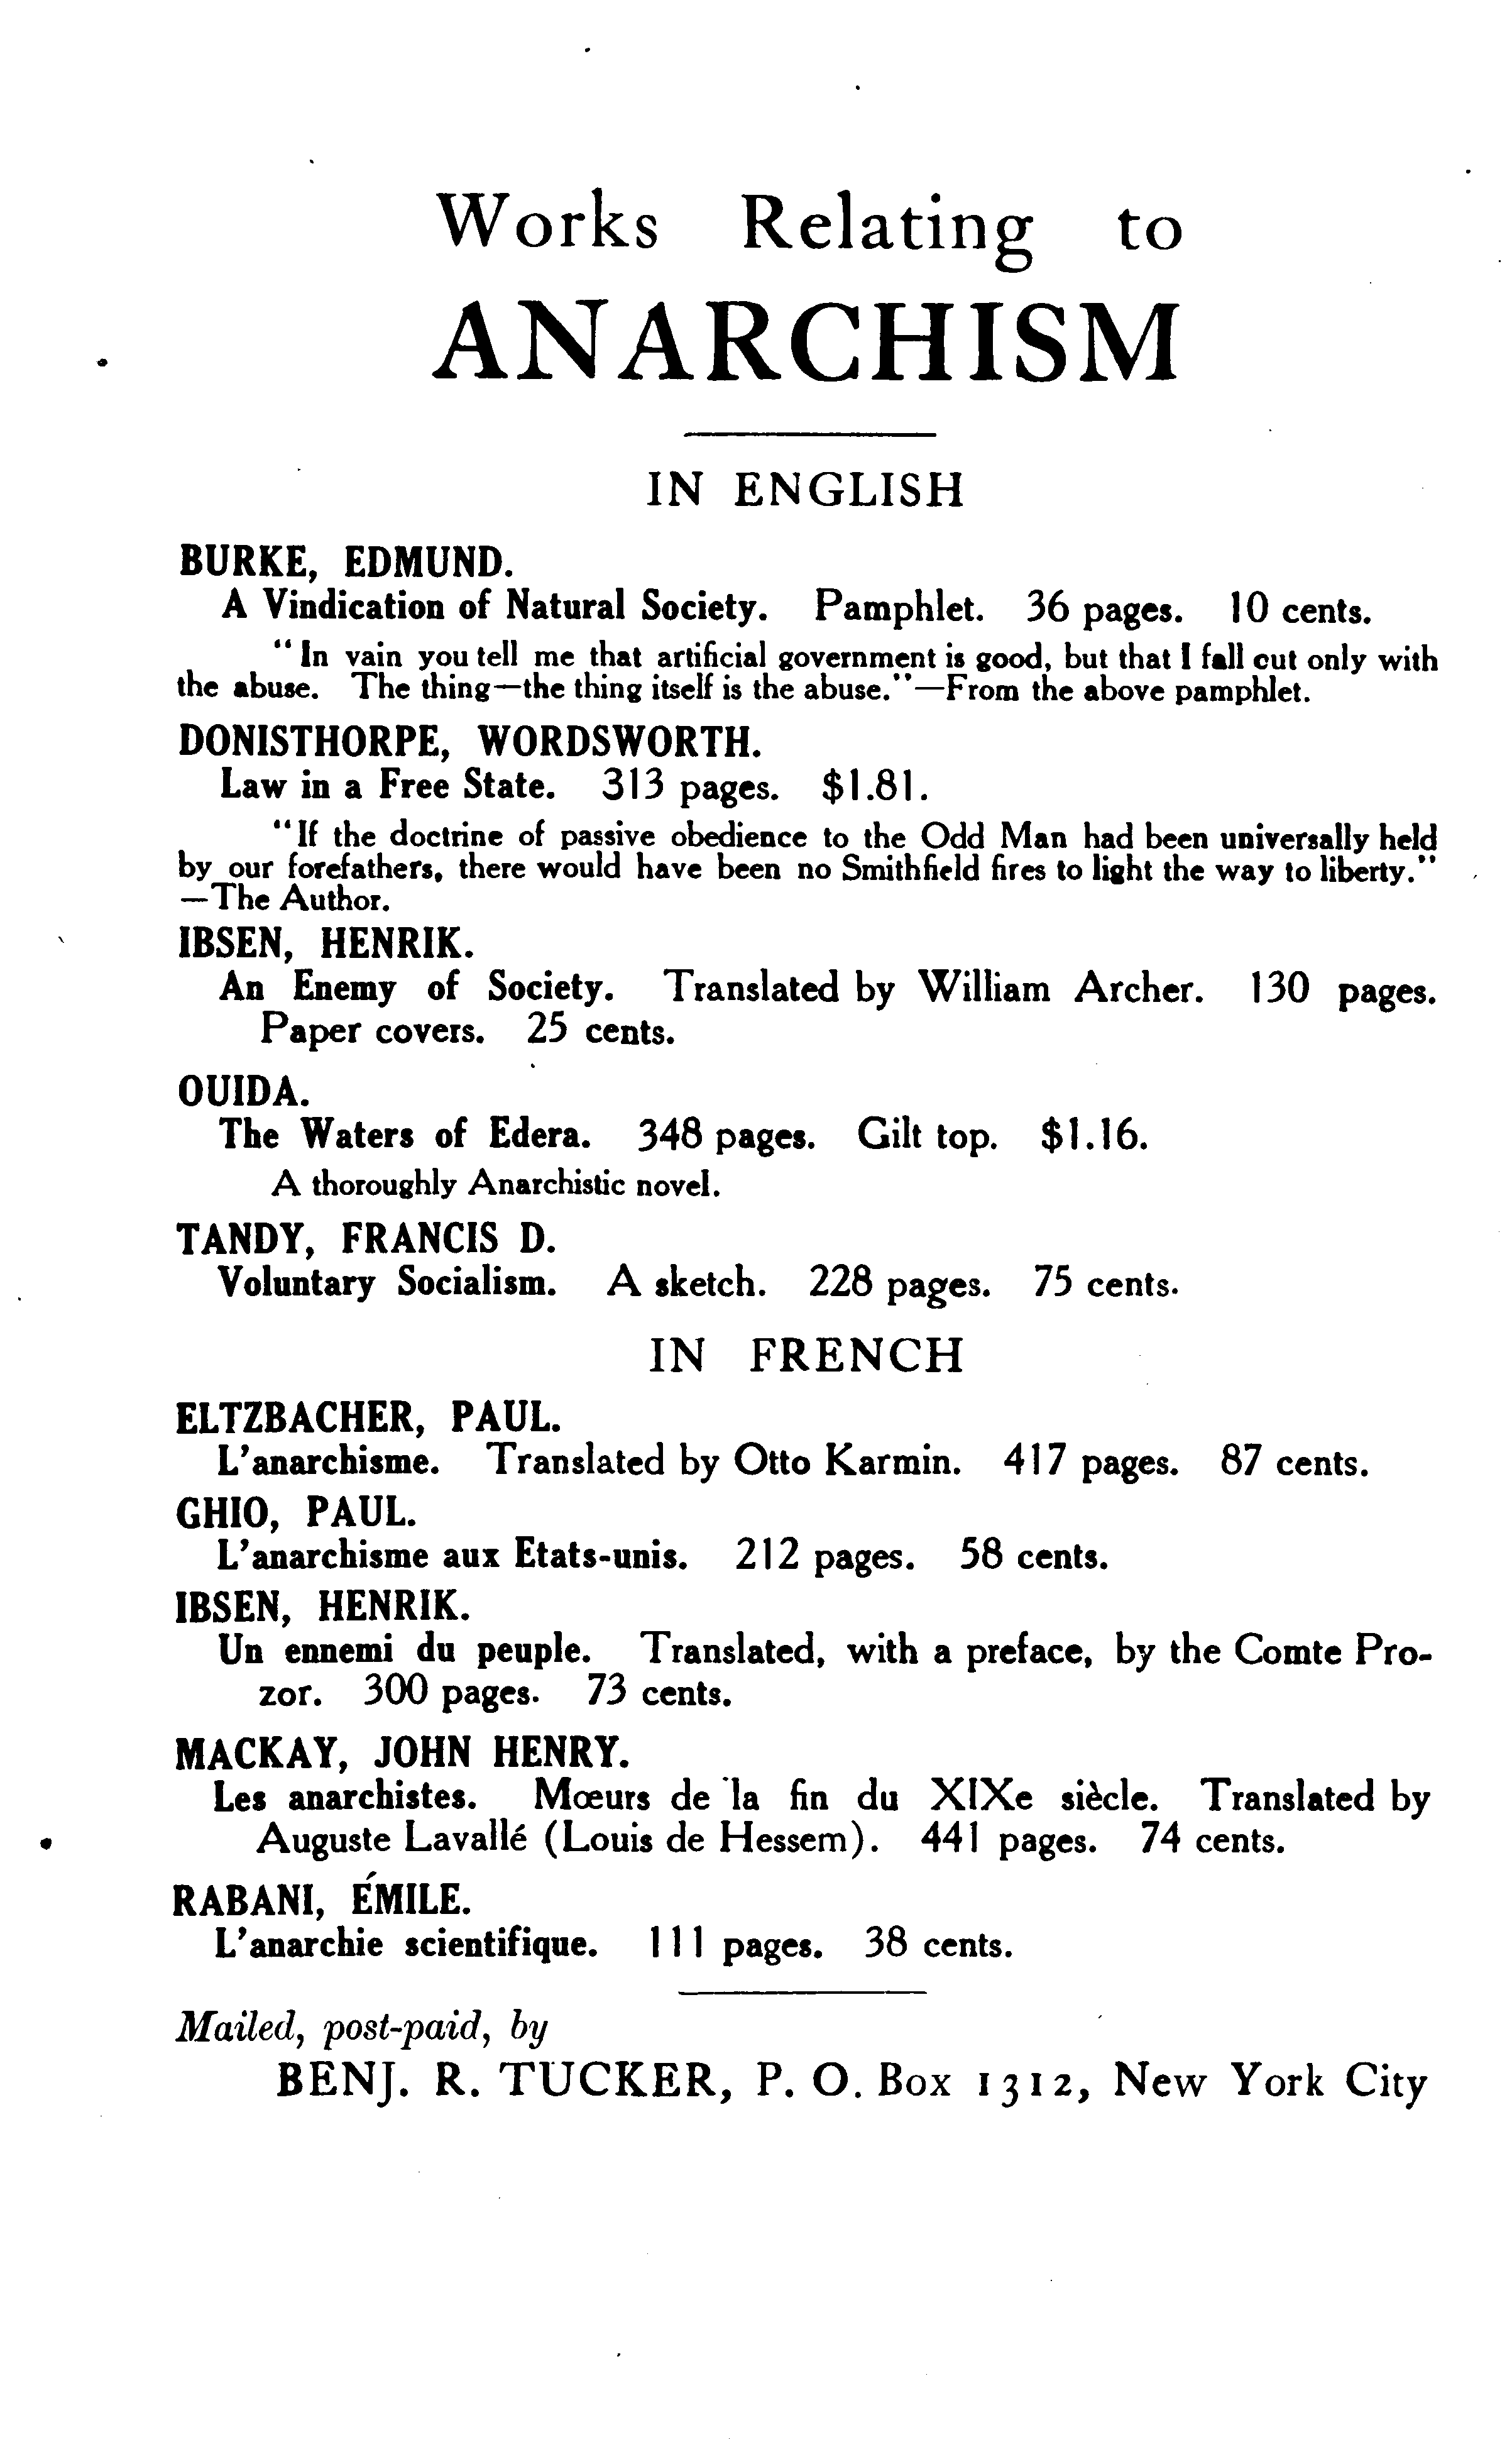 Works Relating to
ANARCHISM
IN ENGLISH
BURKE, EDMUND.
A Vindication of Natural Society. Pamphlet. 36 pages. 10 cents.
"In vain you tell me that artificial government is good, but that I fall out only with
the abuse. The thing—the thing itself is the abuse."—From the above pamphlet.
DONISTHORPE, WORDSWORTH.
Law in a Free State. 313 pages. $1.81.
"If the doctrine of passive obedience to the Odd Man had been universally held
by our forefathers, there would have been no Smithfield fires to light the way to liberty."
—The Author.
IBSEN, HENRIK.
An Enemy of Society. Translated by William Archer. 130 pages.
Paper covers. 25 cents.
OUIDA.
The Waters of Edera. 348 pages. Gilt top. $1.16.
A thoroughly Anarchistic novel.
TANDY, FRANCIS D.
Voluntary Socialism. A sketch. 228 pages. 75 cents.
IN FRENCH
ELTZBACHER, PAUL.
L'anarchisme. Translated by Otto Karmin. 417 pages. 87 cents.
GHIO, PAUL.
L'anarchisme aux Etats-unis. 212 pages. 58 cents.
IBSEN, HENRIK.
Un ennemi du peuple. Translated, with a preface, by the Comte Pro-
zor. 300 pages. 73 cents.
MACKAY, JOHN HENRY.
Les anarchistes. Mœurs de la fin du XIXe siècle. Translated by
Auguste Lavallé (Louis de Hessem). 441 pages. 74 cents.
RABANI, ÉMILE.
L'anarchie scientifique. 111 pages. 38 cents.
Mailed, post-paid, by
BENJ. R. TUCKER, P. O. Box 1312, New York City